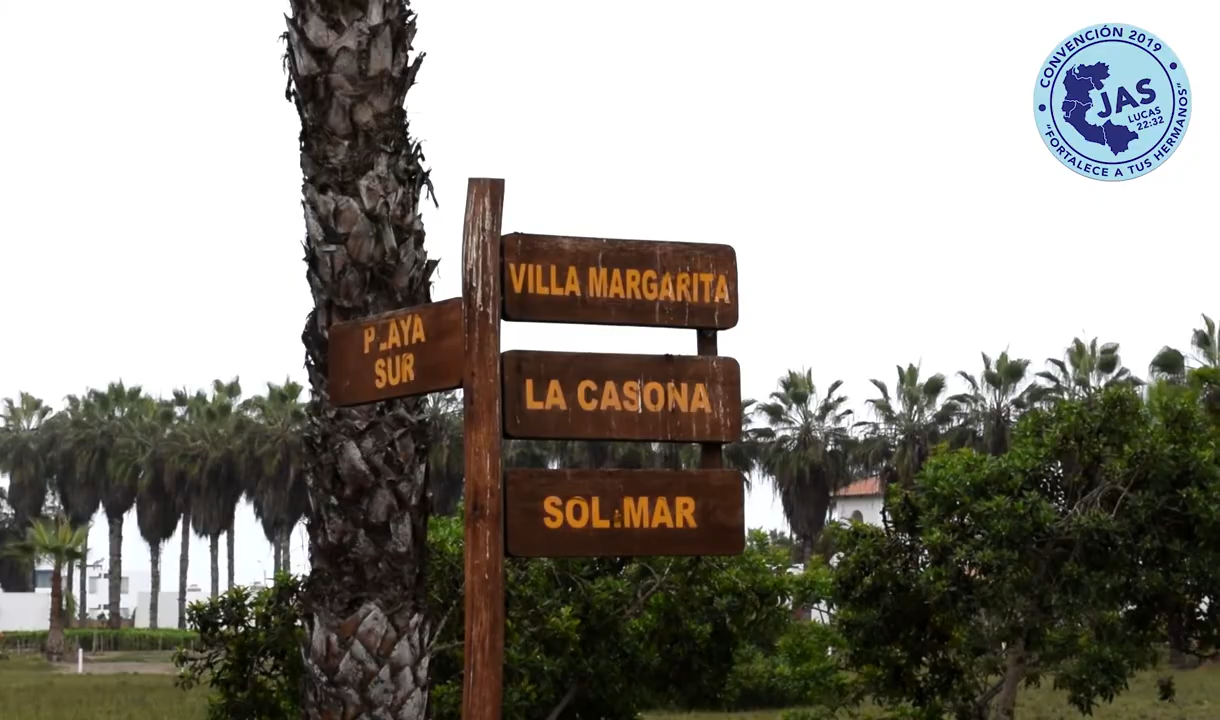 CONVENCIÓN 2019
JAS
LUCAS
22:32
"FORTALECE A TUS HERMANOS"
VILLA MARGARITA
PLAYA
SUR
LA CASONA
SOL Y MAR